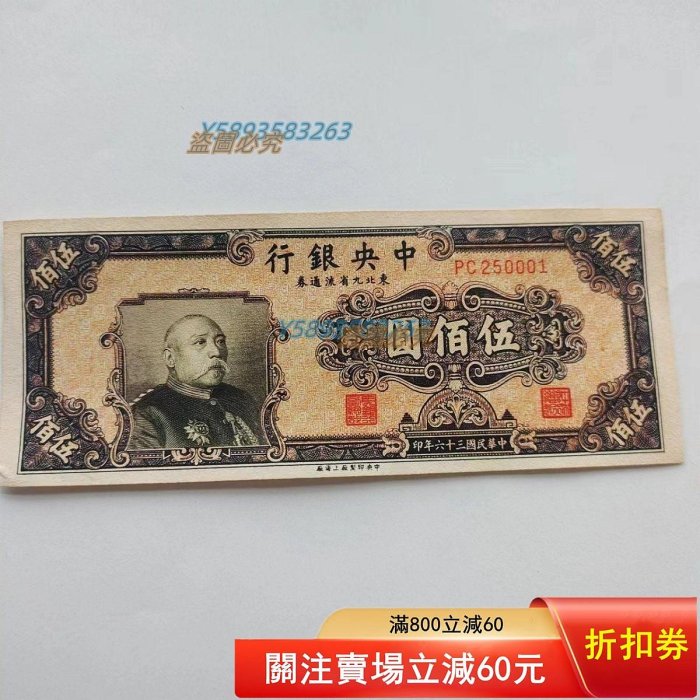 Y5893583263
盜圖必究
中央銀行
東北九省流通券
PC250001
伍佰
伍佰
伍佰圓
伍佰
伍佰
中華民國三十六年印
中央印製廠上海廠
滿800立減60
關注賣場立減60元
折扣券